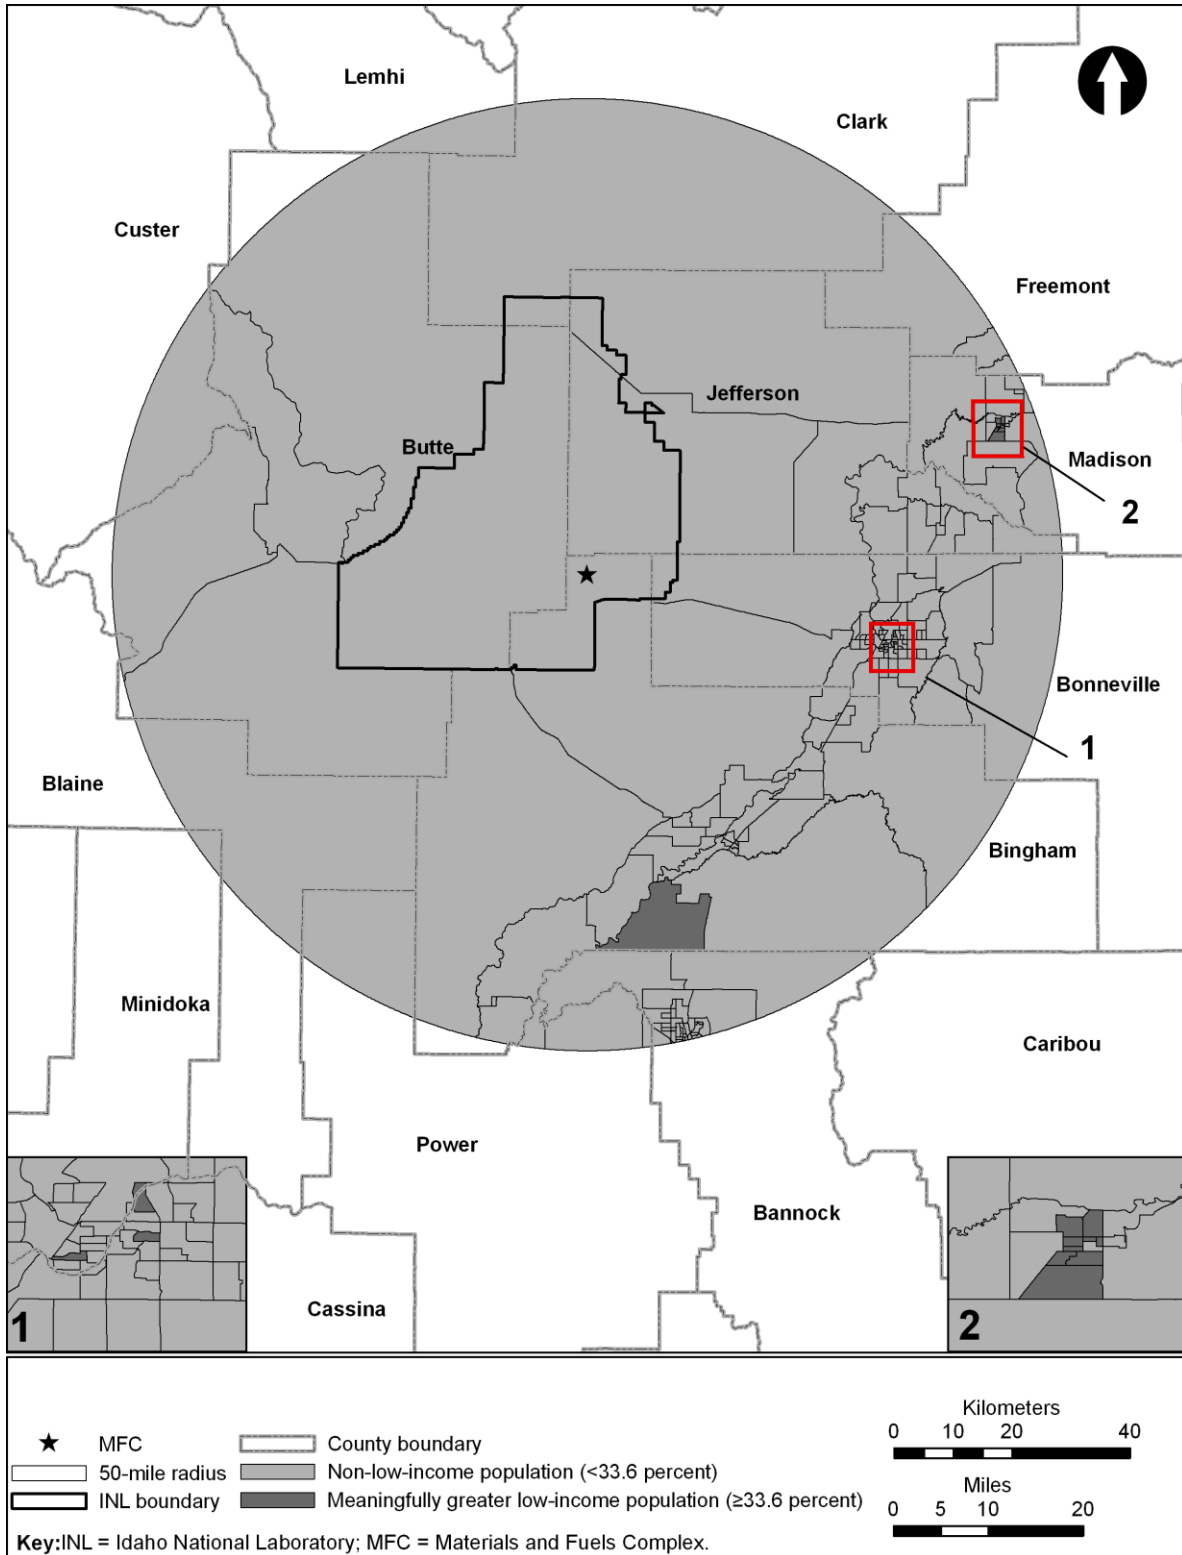 Lemhi
Clark
Custer
Freemont
Jefferson
Butte
Madison
2
Bonneville
1
Blaine
Bingham
Minidoka
Caribou
Power
Bannock
Cassina
1
2
Kilometers
0 10 20 40
Miles
0 5 10 20
MFC
50-mile radius
INL boundary
County boundary
Non-low-income population (<33.6 percent)
Meaningfully greater low-income population (≥33.6 percent)
Key:INL = Idaho National Laboratory; MFC = Materials and Fuels Complex.